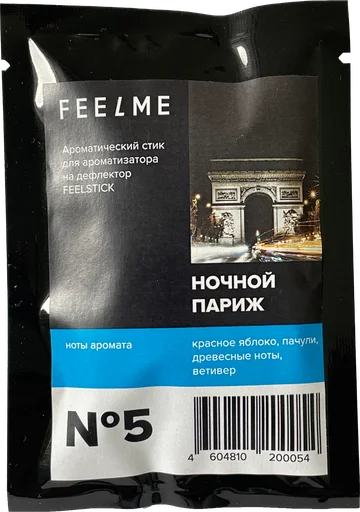 FEELME
Ароматический стик
для ароматизатора
на дефлектор
FEELSTICK
НОЧНОЙ
ПАРИЖ
ноты аромата
красное яблоко, пачули,
древесные ноты,
ветивер
№5
4 604810 200054